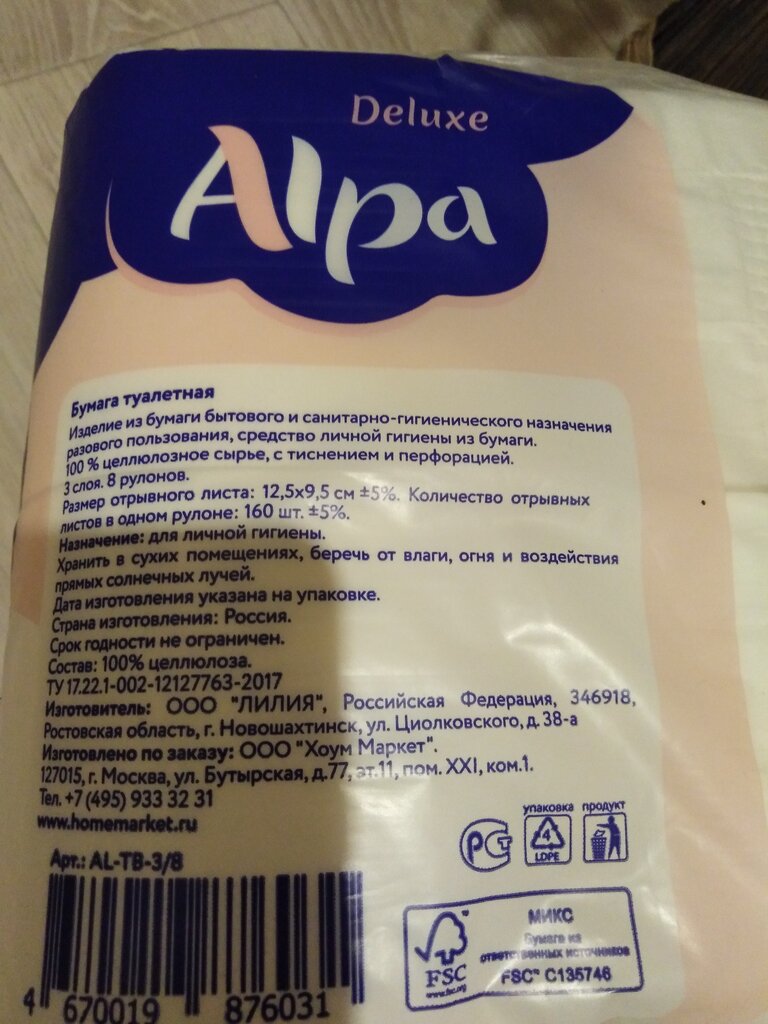 Deluxe
Alpa
Бумага туалетная
Изделие из бумаги бытового и санитарно-гигиенического назначения
разового пользования, средство личной гигиены из бумаги.
100 % целлюлозное сырье, с тиснением и перфорацией.
3 слоя. 8 рулонов.
Размер отрывного листа: 12,5х9,5 см ±5%. Количество отрывных
листов в одном рулоне: 160 шт. ±5%.
Назначение: для личной гигиены.
Хранить в сухих помещениях, беречь от влаги, огня и воздействия
прямых солнечных лучей.
Дата изготовления указана на упаковке.
Страна изготовления: Россия.
Срок годности не ограничен.
Состав: 100% целлюлоза.
ТУ 17.22.1-002-12127763-2017
Изготовитель: ООО "ЛИЛИЯ", Российская Федерация, 346918,
Ростовская область, г. Новошахтинск, ул. Циолковского, д. 38-а
Изготовлено по заказу: ООО "Хоум Маркет".
127015, г. Москва, ул. Бутырская, д.77, эт.11, пом. XXI, ком.1.
Тел. +7 (495) 933 32 31
www.homemarket.ru
упаковка продукт
РСТ
4
LDPE
Арт.: AL-TB-3/8
4 670019 876031
FSC
www.fsc.org
МИКС
Бумага из
ответственных источников
FSC™ C135746